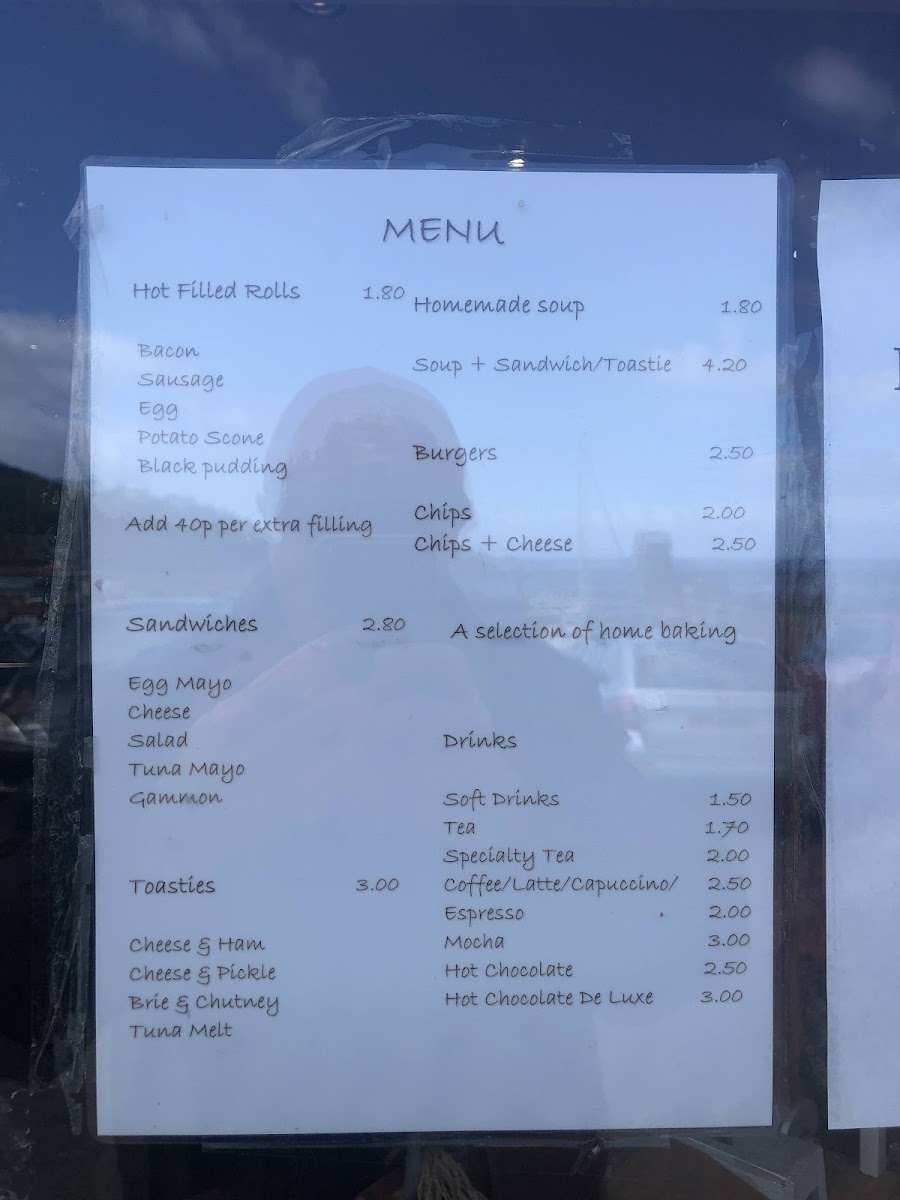 MENU
Hot Filled Rolls 1.80
Bacon
Sausage
Egg
Potato Scone
Black pudding
Add 40p per extra filling
Sandwiches 2.80
Egg Mayo
Cheese
Salad
Tuna Mayo
Gammon
Toasties 3.00
Cheese & Ham
Cheese & Pickle
Brie & Chutney
Tuna Melt
Homemade soup 1.80
Soup + Sandwich/Toastie 4.20
Burgers 2.50
Chips 2.00
Chips + Cheese 2.50
A selection of home baking
Drinks
Soft Drinks 1.50
Tea 1.70
Specialty Tea 2.00
Coffee/Latte/Capuccino/ 2.50
Espresso 2.00
Mocha 3.00
Hot Chocolate 2.50
Hot Chocolate De Luxe 3.00